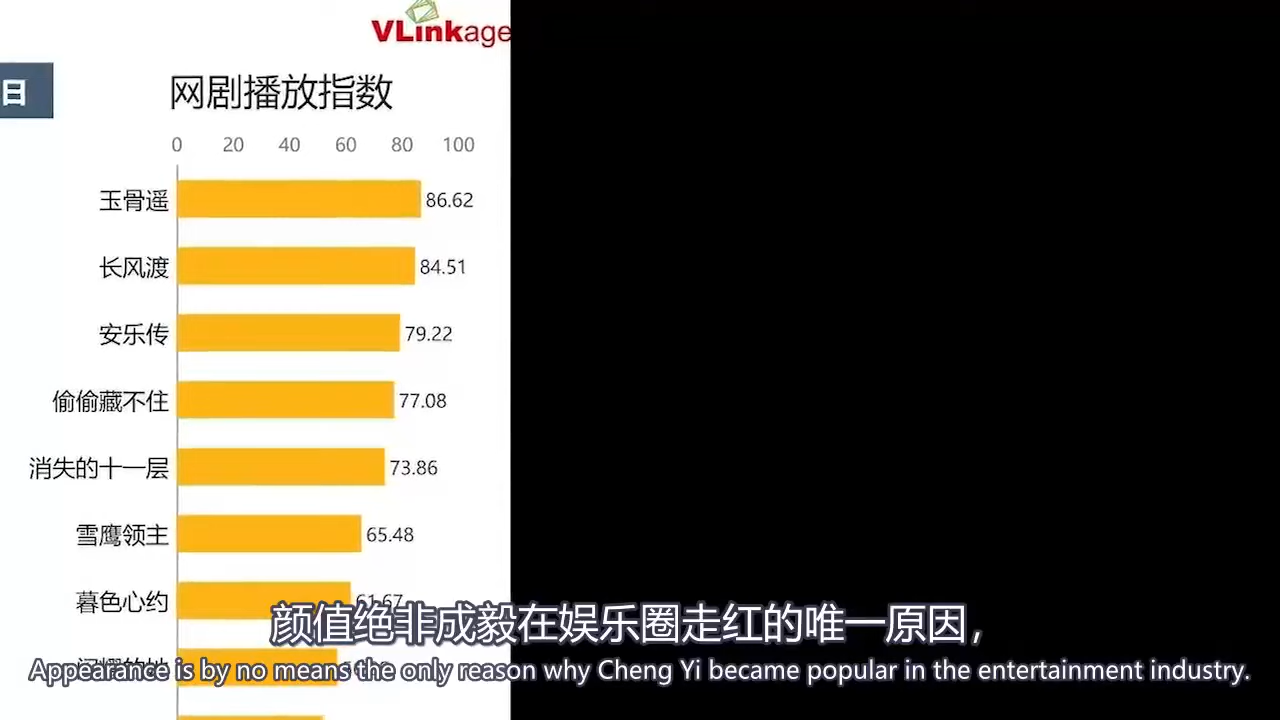 VLinkage
日
网剧播放指数
0 20 40 60 80 100
玉骨遥 86.62
长风渡 84.51
安乐传 79.22
偷偷藏不住 77.08
消失的十一层 73.86
雪鹰领主 65.48
暮色心约 61.67
颜值绝非成毅在娱乐圈走红的唯一原因，
Appearance is by no means the only reason why Cheng Yi became popular in the entertainment industry.